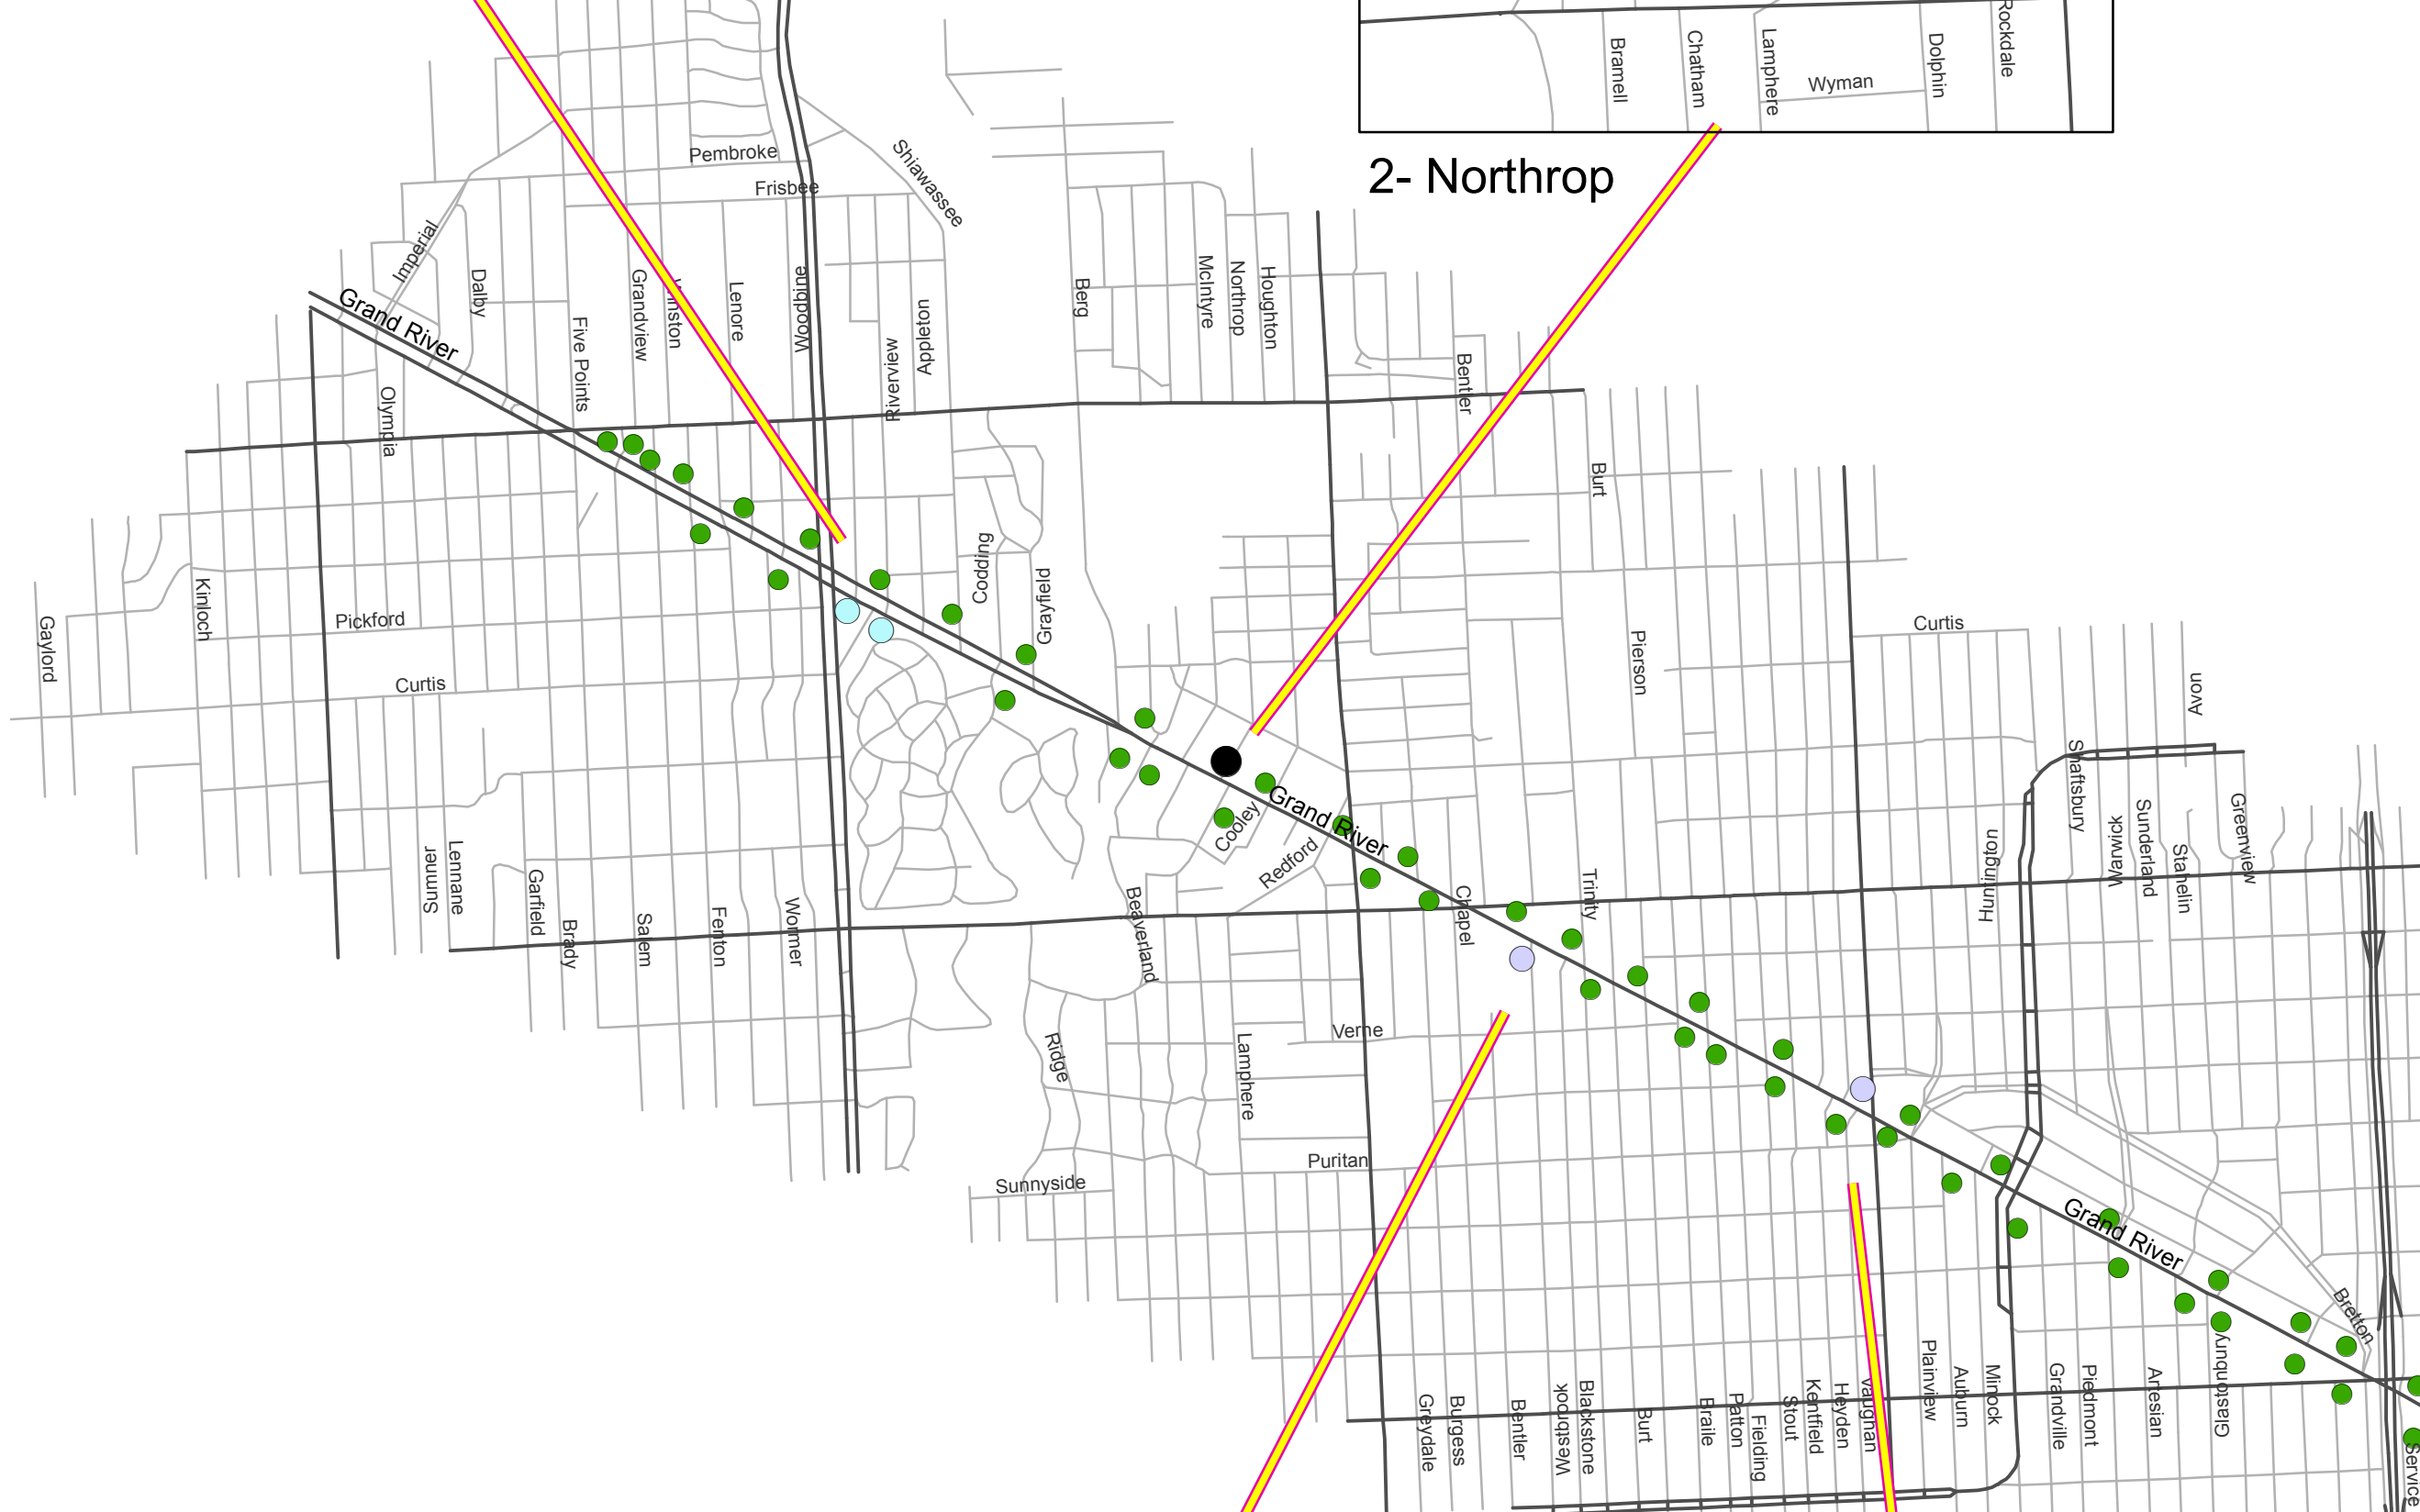 Rockdale
Bramell
Chatham
Lamphere
Dolphin
Wyman
2- Northrop
Pembroke
Frisbee
Shiawassee
Imperial
Dalby
Grand River
Five Points
Grandview
Lenore
Woodbine
Riverview
Appleton
Berg
McIntyre
Northrop
Houghton
Bentler
Olympia
Burt
Kinloch
Gaylord
Pickford
Curtis
Codding
Grayfield
Pierson
Curtis
Avon
Shaftsbury
Warwick
Sunderland
Stahelin
Greenview
Huntington
Grand River
Cooley
Redford
Sumner
Lennane
Garfield
Brady
Salem
Fenton
Wormer
Beaverland
Chapel
Trinity
Ridge
Lamphere
Verne
Puritan
Sunnyside
Grand River
Bretton
Greydale
Burgess
Bentler
Westbrook
Blackstone
Burt
Braile
Patton
Fielding
Stout
Kentfield
Heyden
Vaughan
Plainview
Auburn
Minock
Grandville
Piedmont
Artesian
Glastonbury
Service